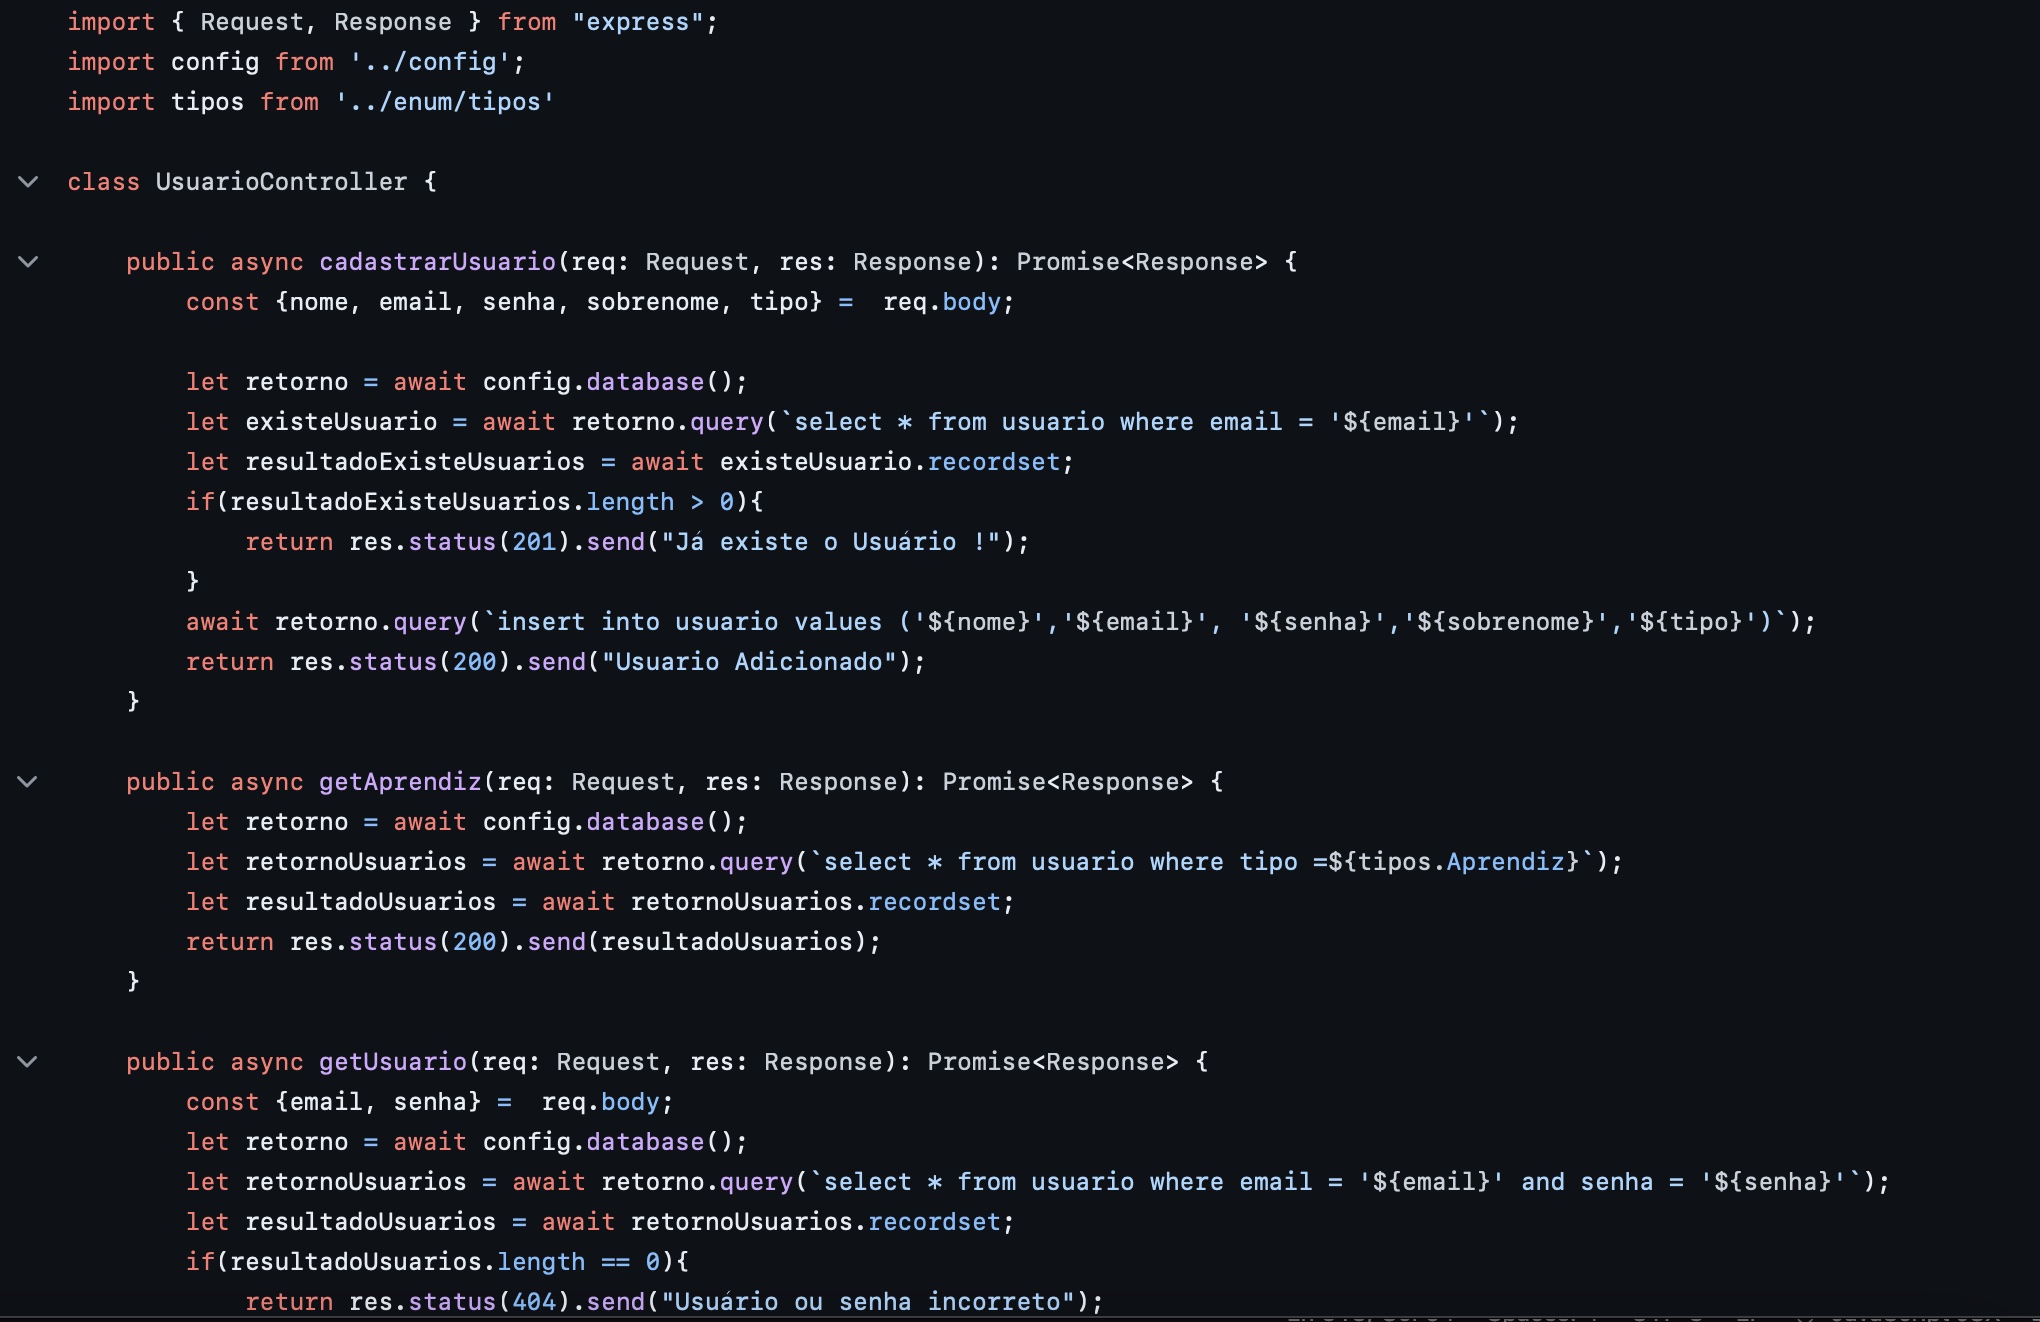 import { Request, Response } from "express";
import config from '../config';
import tipos from '../enum/tipos'
class UsuarioController {
public async cadastrarUsuario(req: Request, res: Response): Promise<Response> {
const {nome, email, senha, sobrenome, tipo} =  req.body;
let retorno = await config.database();
let existeUsuario = await retorno.query(`select * from usuario where email = '${email}'`);
let resultadoExisteUsuarios = await existeUsuario.recordset;
if(resultadoExisteUsuarios.length > 0){
return res.status(201).send("Já existe o Usuário !");
}
await retorno.query(`insert into usuario values ('${nome}','${email}', '${senha}','${sobrenome}','${tipo}')`);
return res.status(200).send("Usuario Adicionado");
}
public async getAprendiz(req: Request, res: Response): Promise<Response> {
let retorno = await config.database();
let retornoUsuarios = await retorno.query(`select * from usuario where tipo =${tipos.Aprendiz}`);
let resultadoUsuarios = await retornoUsuarios.recordset;
return res.status(200).send(resultadoUsuarios);
}
public async getUsuario(req: Request, res: Response): Promise<Response> {
const {email, senha} =  req.body;
let retorno = await config.database();
let retornoUsuarios = await retorno.query(`select * from usuario where email = '${email}' and senha = '${senha}'`);
let resultadoUsuarios = await retornoUsuarios.recordset;
if(resultadoUsuarios.length == 0){
return res.status(404).send("Usuário ou senha incorreto");